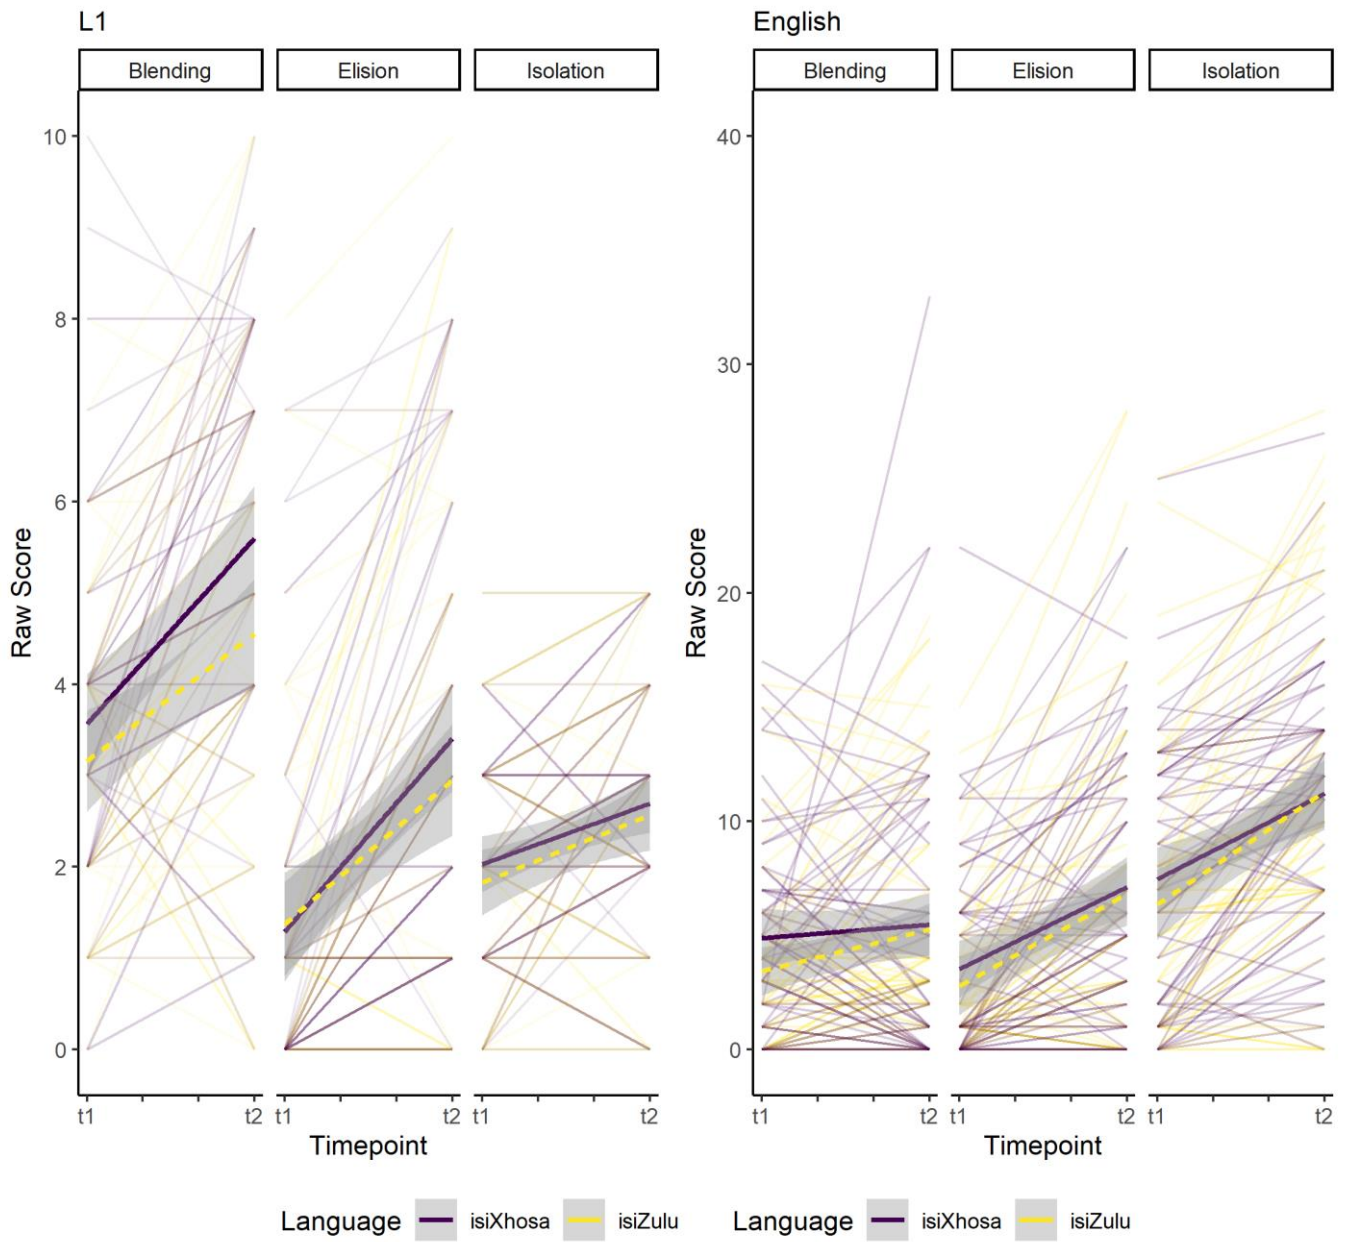 L1
Blending Elision Isolation
10
8
6
4
2
0
Raw Score
t1 t2 t1 t2 t1 t2
Timepoint
English
Blending Elision Isolation
40
30
20
10
0
Raw Score
t1 t2 t1 t2 t1 t2
Timepoint
Language isiXhosa isiZulu
Language isiXhosa isiZulu